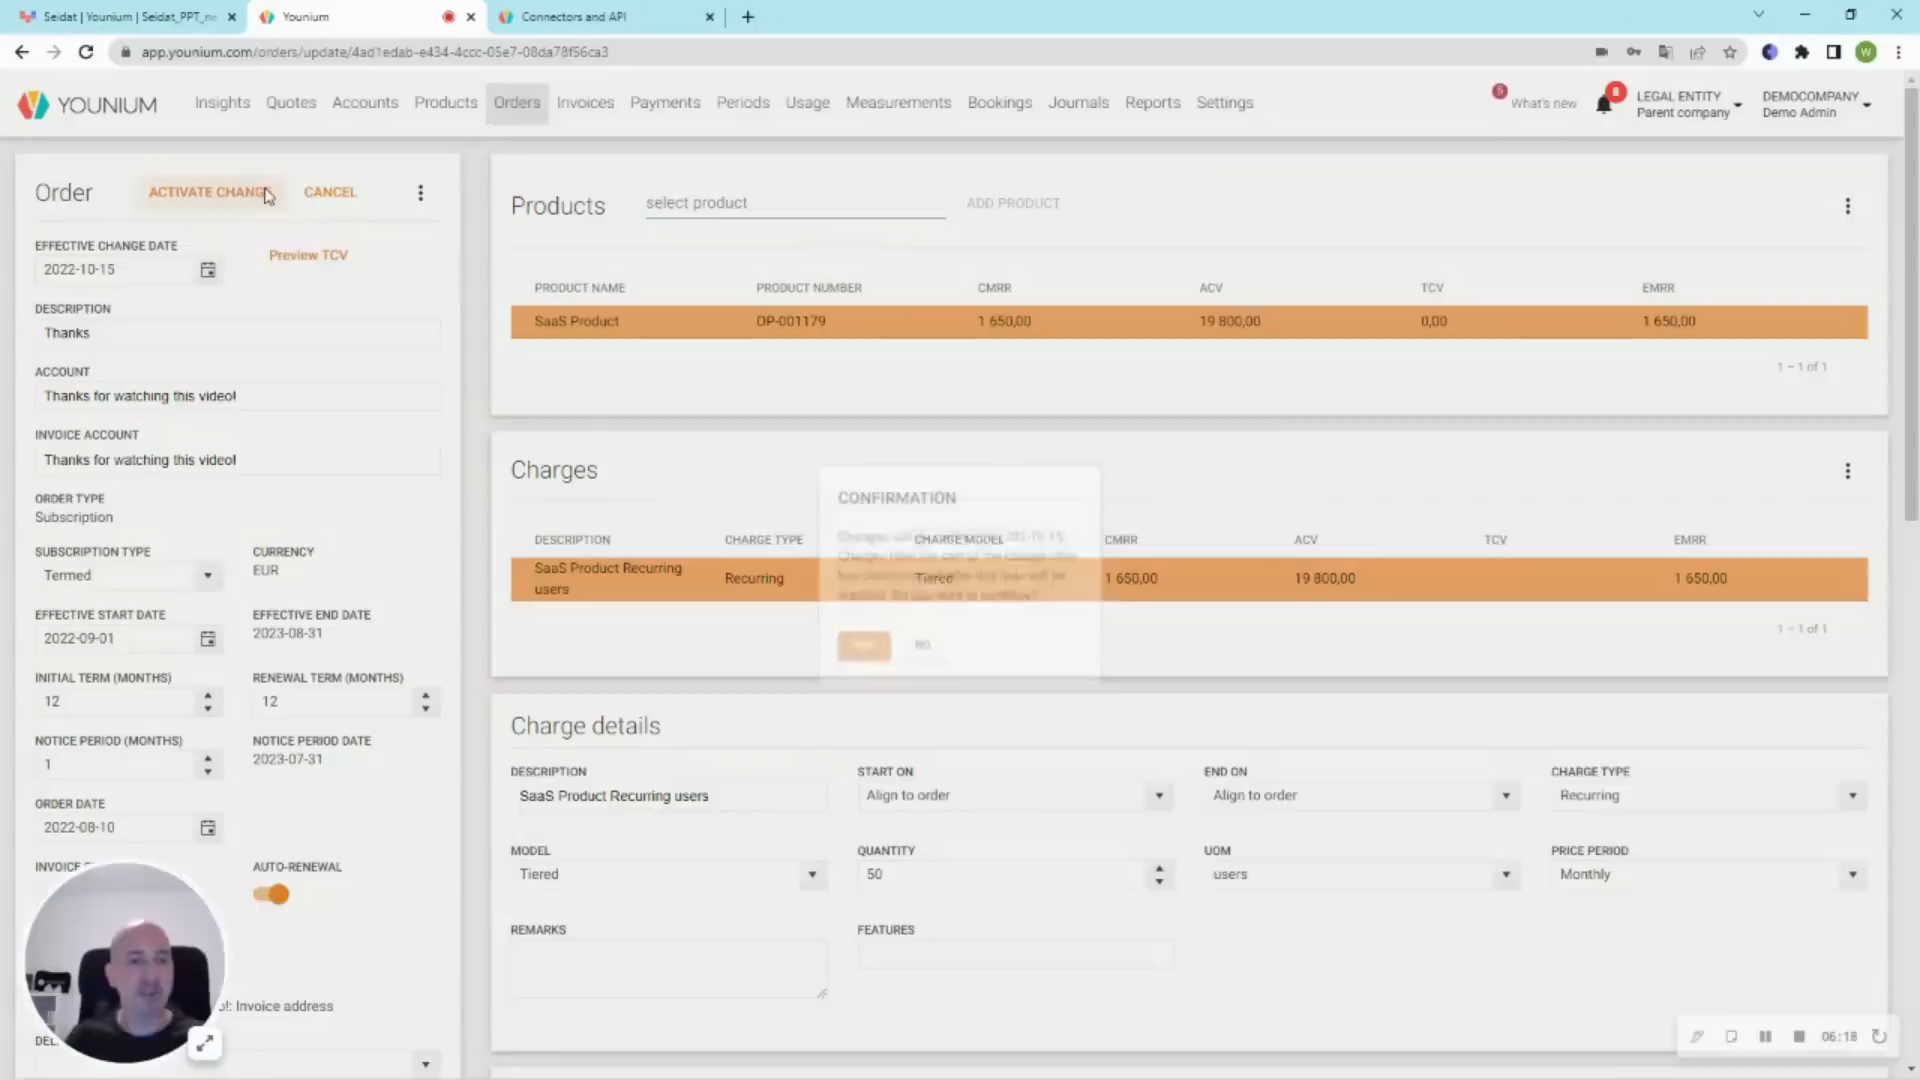 Seidat | Younium | Seidat_PPT_ne
Younium
Connectors and API
app.younium.com/orders/update/4ad1edab-e434-4ccc-05e7-08da78f56ca3
W
YOUNIUM
Insights
Quotes
Accounts
Products
Orders
Invoices
Payments
Periods
Usage
Measurements
Bookings
Journals
Reports
Settings
5
What's new
8
LEGAL ENTITY
Parent company
DEMOCOMPANY
Demo Admin
Order
ACTIVATE CHANG
CANCEL
EFFECTIVE CHANGE DATE
2022-10-15
Preview TCV
DESCRIPTION
Thanks
ACCOUNT
Thanks for watching this video!
INVOICE ACCOUNT
Thanks for watching this video!
ORDER TYPE
Subscription
SUBSCRIPTION TYPE
Termed
CURRENCY
EUR
EFFECTIVE START DATE
2022-09-01
EFFECTIVE END DATE
2023-08-31
INITIAL TERM (MONTHS)
12
RENEWAL TERM (MONTHS)
12
NOTICE PERIOD (MONTHS)
1
NOTICE PERIOD DATE
2023-07-31
ORDER DATE
2022-08-10
INVOICE
AUTO-RENEWAL
o!: Invoice address
DEL
Products
select product
ADD PRODUCT
PRODUCT NAME PRODUCT NUMBER CMRR ACV TCV EMRR
SaaS Product OP-001179 1 650,00 19 800,00 0,00 1 650,00
1 – 1 of 1
Charges
CONFIRMATION
DESCRIPTION CHARGE TYPE CHARGE MODEL CMRR ACV TCV EMRR
SaaS Product Recurring
users
Recurring Tiered 1 650,00 19 800,00 1 650,00
NO
1 – 1 of 1
Charge details
DESCRIPTION
SaaS Product Recurring users
START ON
Align to order
END ON
Align to order
CHARGE TYPE
Recurring
MODEL
Tiered
QUANTITY
50
UOM
users
PRICE PERIOD
Monthly
REMARKS
FEATURES
06:18